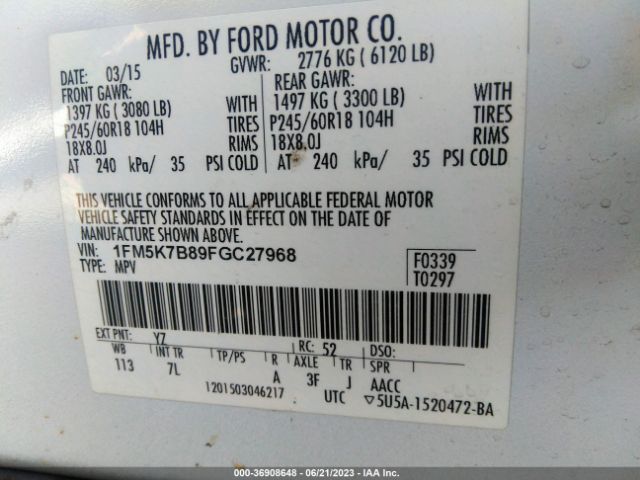 MFD. BY FORD MOTOR CO.
DATE: 03/15 GVWR: 2776 KG ( 6120 LB)
FRONT GAWR: REAR GAWR:
1397 KG ( 3080 LB) WITH 1497 KG ( 3300 LB) WITH
P245/60R18 104H TIRES P245/60R18 104H TIRES
18X8.0J RIMS 18X8.0J RIMS
AT 240 kPa/ 35 PSI COLD AT 240 kPa/ 35 PSI COLD
THIS VEHICLE CONFORMS TO ALL APPLICABLE FEDERAL MOTOR
VEHICLE SAFETY STANDARDS IN EFFECT ON THE DATE OF
MANUFACTURE SHOWN ABOVE.
VIN: 1FM5K7B89FGC27968 F0339
TYPE: MPV T0297
EXT PNT: YZ RC: 52 DSO:
WB INT TR TP/PS R AXLE TR SPR
113 7L A 3F J AACC
1201503046217 UTC ▽5U5A-1520472-BA
000-36908648 - 06/21/2023 - IAA Inc.